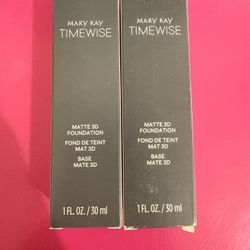 MARY KAY
TIMEWISE
MATTE 3D
FOUNDATION
FOND DE TEINT
MAT 3D
BASE
MATE 3D
1 FL. OZ. / 30 ml
MARY KAY
TIMEWISE
MATTE 3D
FOUNDATION
FOND DE TEINT
MAT 3D
BASE
MATE 3D
1 FL. OZ. / 30 ml